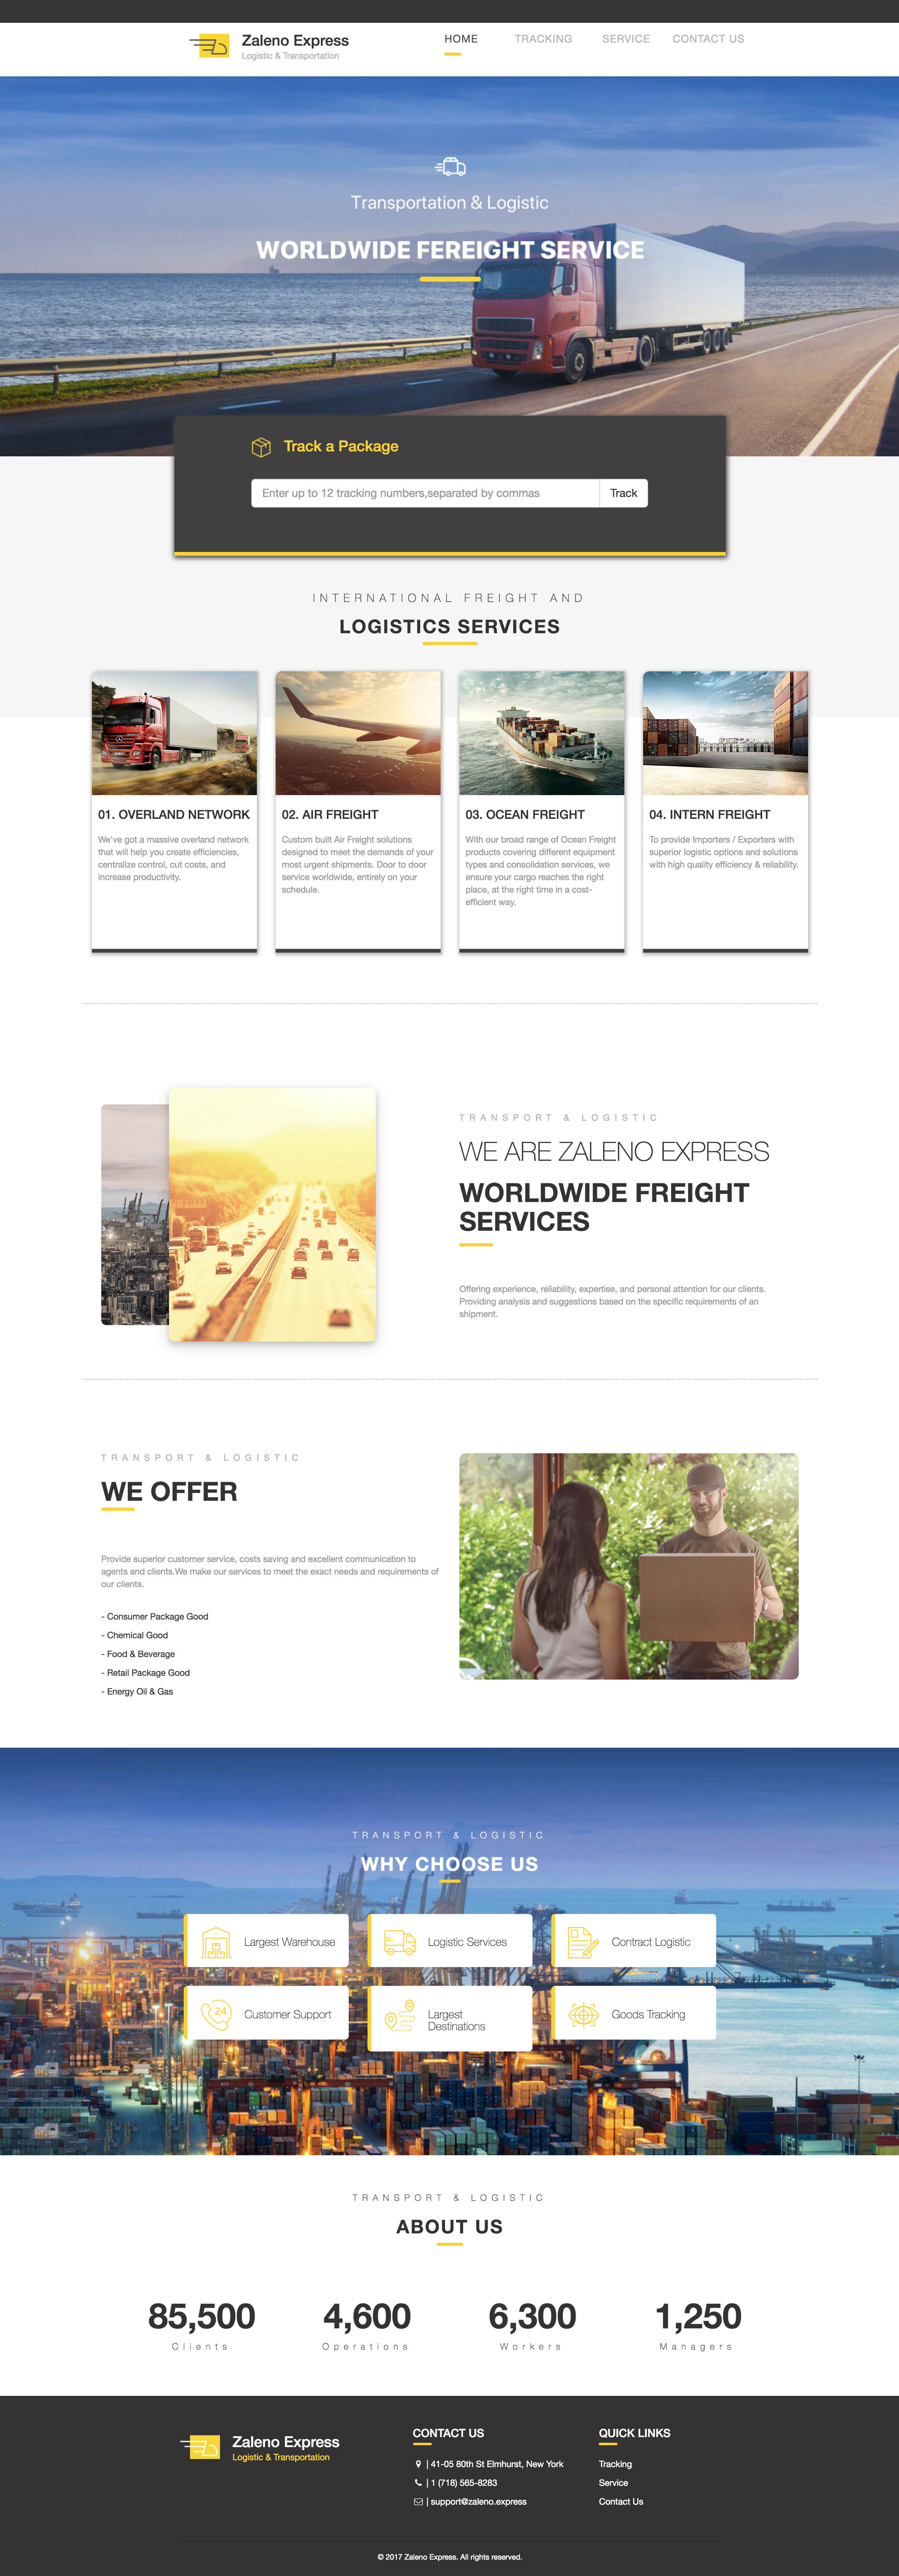 Zaleno Express
Logistic & Transportation
HOME
TRACKING
SERVICE
CONTACT US
Transportation & Logistic
WORLDWIDE FEREIGHT SERVICE
Track a Package
Enter up to 12 tracking numbers,separated by commas
Track
INTERNATIONAL FREIGHT AND
LOGISTICS SERVICES
01. OVERLAND NETWORK
We've got a massive overland network
that will help you create efficiencies,
centralize control, cut costs, and
increase productivity.
02. AIR FREIGHT
Custom built Air Freight solutions
designed to meet the demands of your
most urgent shipments. Door to door
service worldwide, entirely on your
schedule.
03. OCEAN FREIGHT
With our broad range of Ocean Freight
products covering different equipment
types and consolidation services, we
ensure your cargo reaches the right
place, at the right time in a cost-
efficient way.
04. INTERN FREIGHT
To provide Importers / Exporters with
superior logistic options and solutions
with high quality efficiency & reliability.
TRANSPORT & LOGISTIC
WE ARE ZALENO EXPRESS
WORLDWIDE FREIGHT
SERVICES
Offering experience, reliability, expertise, and personal attention for our clients.
Providing analysis and suggestions based on the specific requirements of an
shipment.
TRANSPORT & LOGISTIC
WE OFFER
Provide superior customer service, costs saving and excellent communication to
agents and clients.We make our services to meet the exact needs and requirements of
our clients.
- Consumer Package Good
- Chemical Good
- Food & Beverage
- Retail Package Good
- Energy Oil & Gas
TRANSPORT & LOGISTIC
WHY CHOOSE US
Largest Warehouse
Logistic Services
Contract Logistic
24
Customer Support
Largest
Destinations
Goods Tracking
TRANSPORT & LOGISTIC
ABOUT US
85,500
Clients
4,600
Operations
6,300
Workers
1,250
Managers
Zaleno Express
Logistic & Transportation
CONTACT US
| 41-05 80th St Elmhurst, New York
| 1 (718) 565-8283
| support@zaleno.express
QUICK LINKS
Tracking
Service
Contact Us
© 2017 Zaleno Express. All rights reserved.